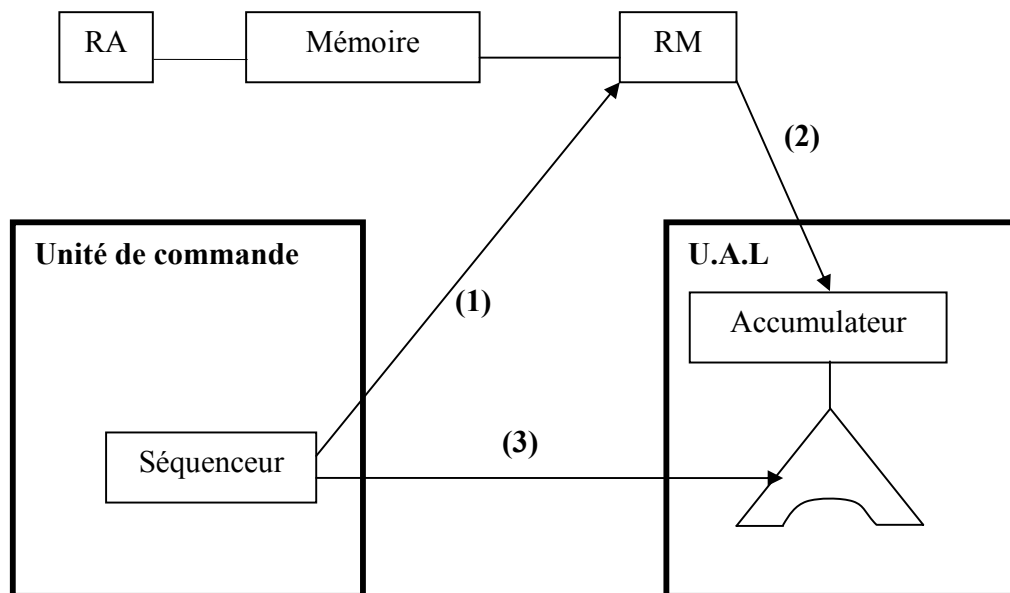 RA
Mémoire
RM
(2)
Unité de commande
U.A.L
(1)
Accumulateur
(3)
Séquenceur